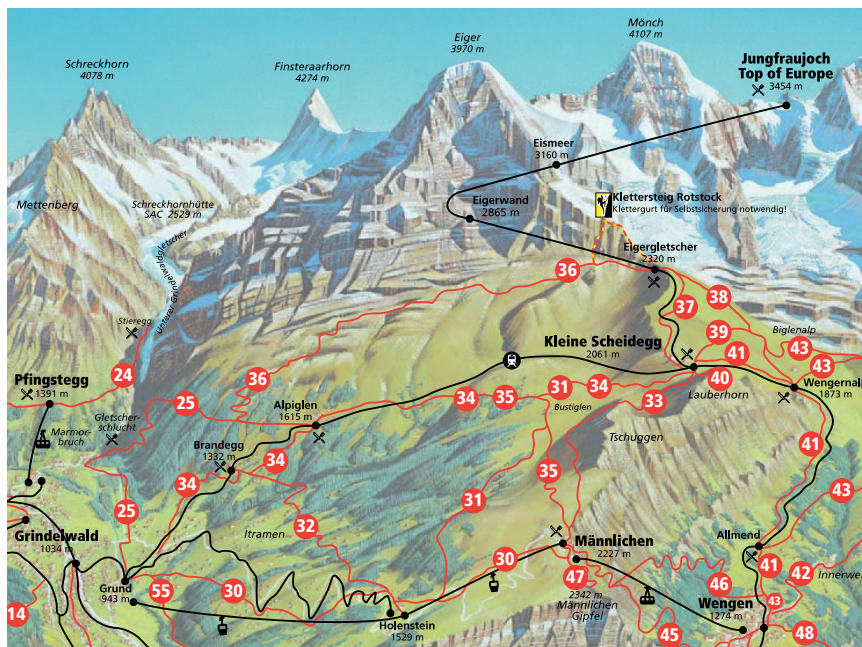 Schreckhorn
4078 m
Finsteraarhorn
4274 m
Eiger
3970 m
Mönch
4107 m
Jungfraujoch
Top of Europe
3454 m
Eismeer
3160 m
Mettenberg
Schreckhornhütte
SAC 2529 m
Eigerwand
2865 m
Klettersteig Rotstock
Klettergurt für Selbstsicherung notwendig!
Unterer Grindelwaldgletscher
Eigergletscher
2320 m
36
38
37
Stieregg
39
Biglenalp
43
Kleine Scheidegg
2061 m
41
43
24
36
40
Pfingstegg
1391 m
Wengernalp
1873 m
31
34
34
35
33
Lauberhorn
25
Alpiglen
1615 m
Bustiglen
Marmor-
bruch
Gletscher-
schlucht
Brandegg
1332 m
34
34
Tschuggen
41
35
31
43
25
32
Itramen
Grindelwald
1034 m
Männlichen
2227 m
Allmend
30
41
42
Innerwe
46
47
Grund
943 m
55
30
2342 m
Männlichen
Gipfel
43
Wengen
1274 m
14
Holenstein
1529 m
45
48